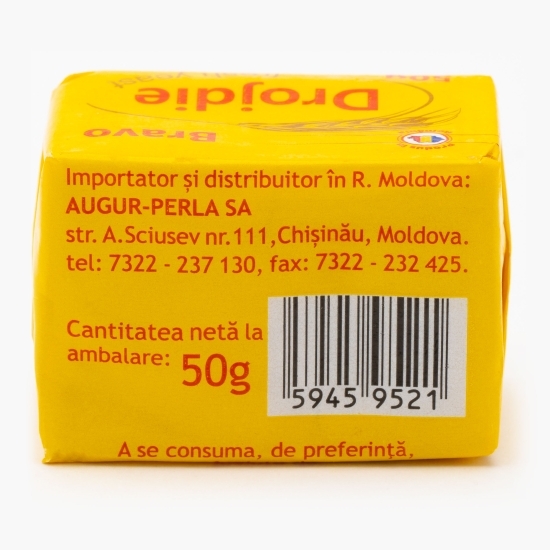 50g
Drojdie
Bravo
Importator și distribuitor în R. Moldova:
AUGUR-PERLA SA
str. A.Sciusev nr.111,Chișinău, Moldova.
tel: 7322 - 237 130, fax: 7322 - 232 425.
Cantitatea netă la
ambalare: 50g
5945 9521
A se consuma, de preferință,